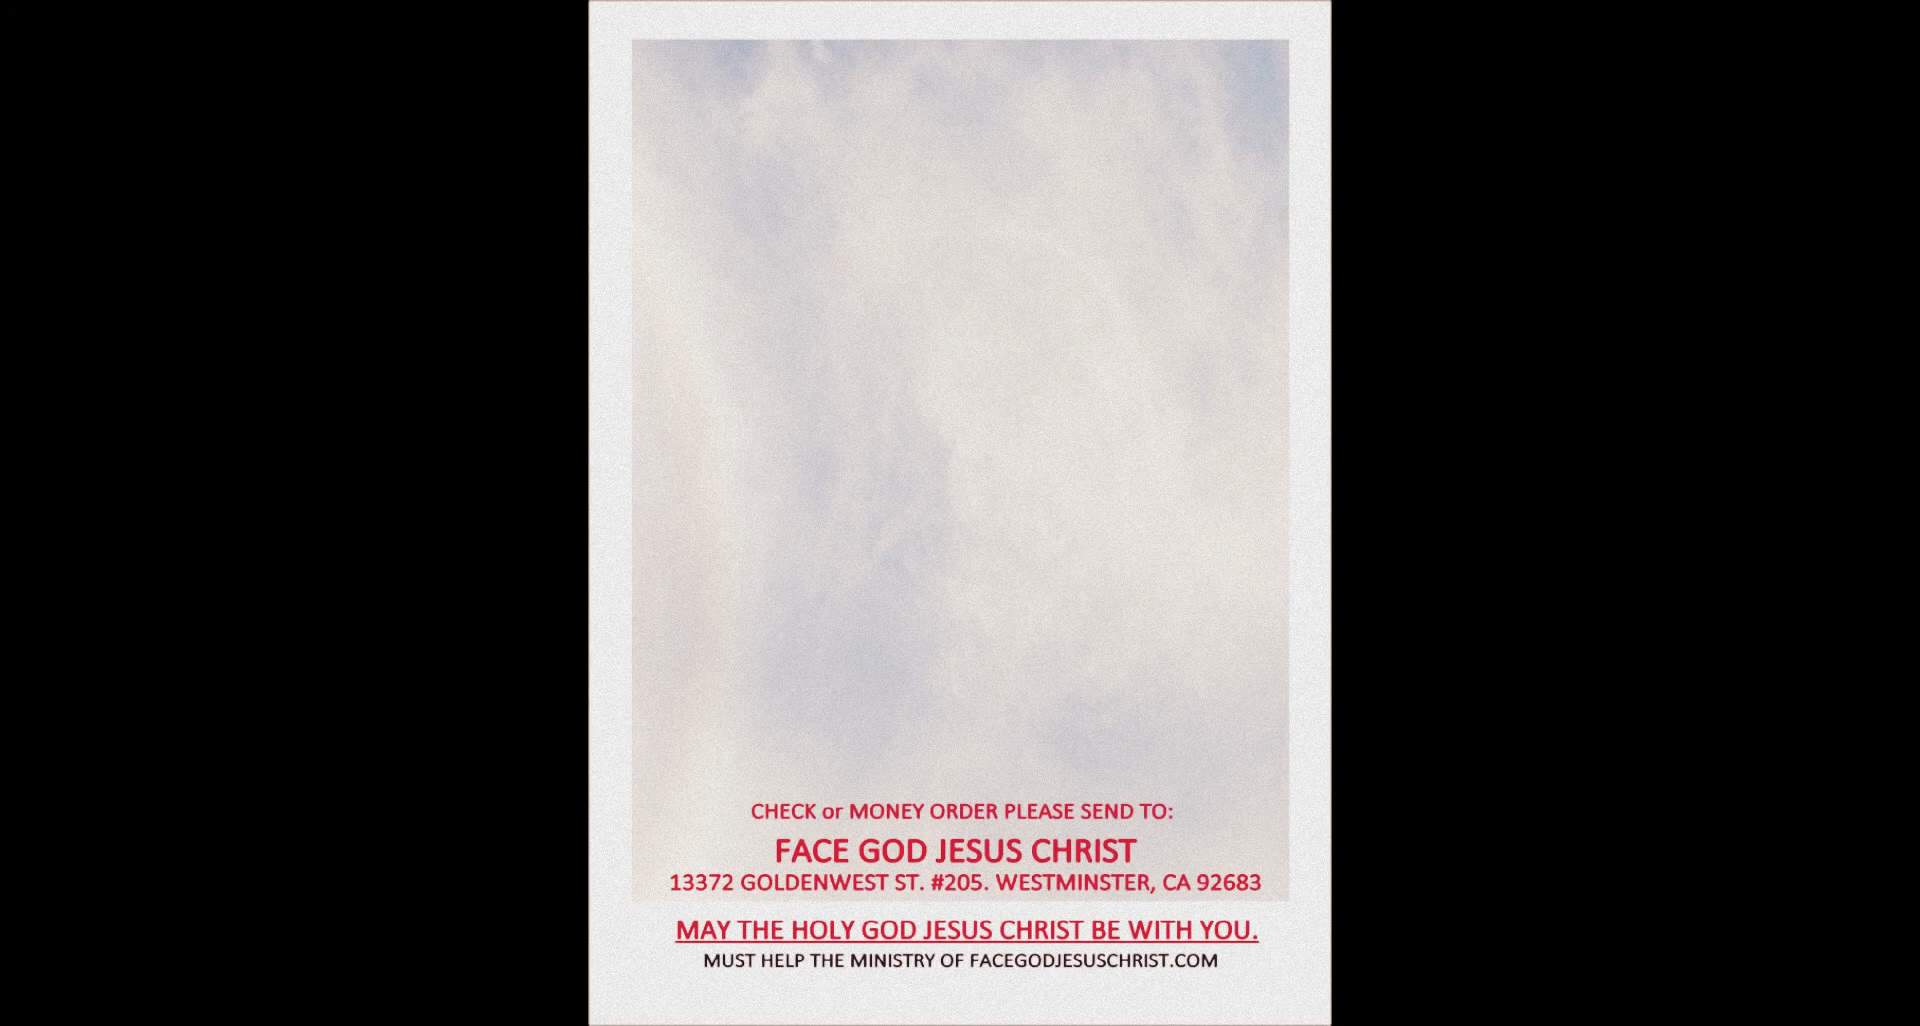 CHECK or MONEY ORDER PLEASE SEND TO:
FACE GOD JESUS CHRIST
13372 GOLDENWEST ST. #205. WESTMINSTER, CA 92683
MAY THE HOLY GOD JESUS CHRIST BE WITH YOU.
MUST HELP THE MINISTRY OF FACEGODJESUSCHRIST.COM